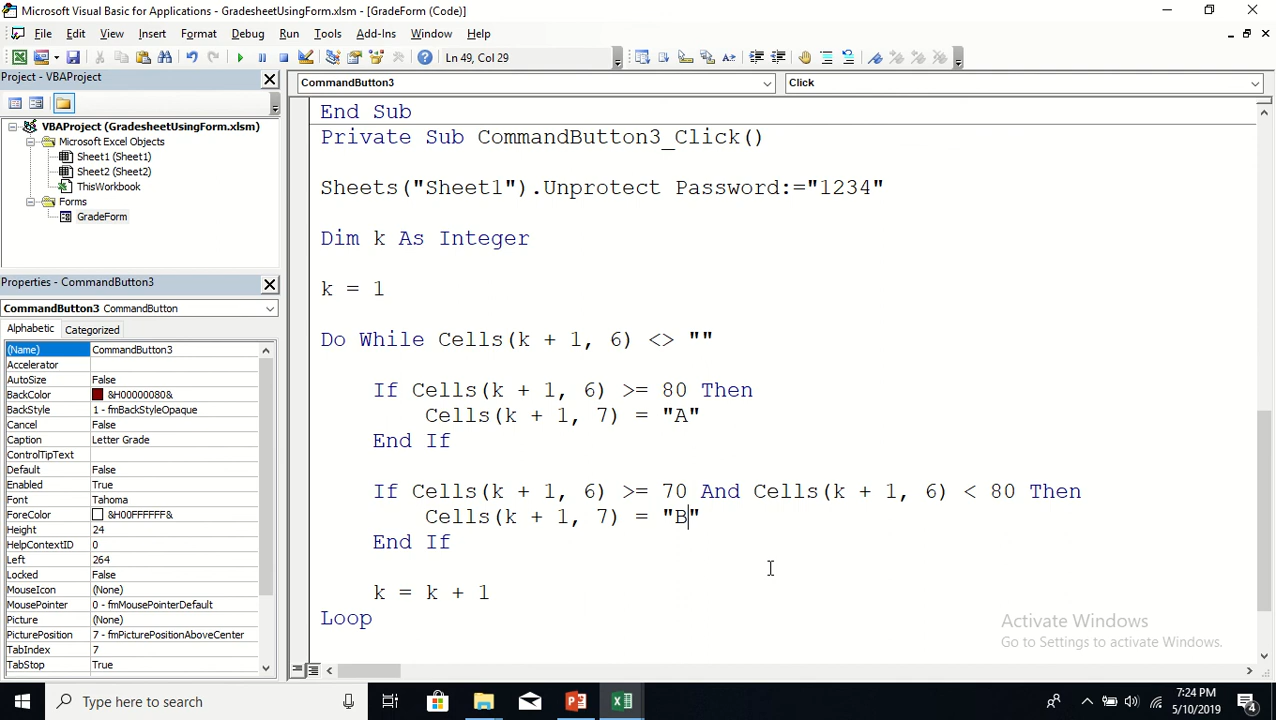 Microsoft Visual Basic for Applications - GradesheetUsingForm.xlsm - [GradeForm (Code)]
File Edit View Insert Format Debug Run Tools Add-Ins Window Help
Ln 49, Col 29
Project - VBAProject
CommandButton3
Click
VBAProject (GradesheetUsingForm.xlsm)
Microsoft Excel Objects
Sheet1 (Sheet1)
Sheet2 (Sheet2)
ThisWorkbook
Forms
GradeForm
Properties - CommandButton3
CommandButton3 CommandButton
Alphabetic Categorized
(Name) CommandButton3
Accelerator
AutoSize False
BackColor &H00000080&
BackStyle 1 - fmBackStyleOpaque
Cancel False
Caption Letter Grade
ControlTipText
Default False
Enabled True
Font Tahoma
ForeColor &H00FFFFFF&
Height 24
HelpContextID 0
Left 264
Locked False
MouseIcon (None)
MousePointer 0 - fmMousePointerDefault
Picture (None)
PicturePosition 7 - fmPicturePositionAboveCenter
TabIndex 7
TabStop True
End Sub
Private Sub CommandButton3_Click()
Sheets("Sheet1").Unprotect Password:="1234"
Dim k As Integer
k = 1
Do While Cells(k + 1, 6) <> ""
If Cells(k + 1, 6) >= 80 Then
Cells(k + 1, 7) = "A"
End If
If Cells(k + 1, 6) >= 70 And Cells(k + 1, 6) < 80 Then
Cells(k + 1, 7) = "B"
End If
k = k + 1
Loop
Activate Windows
Go to Settings to activate Windows.
Type here to search
7:24 PM
5/10/2019
4